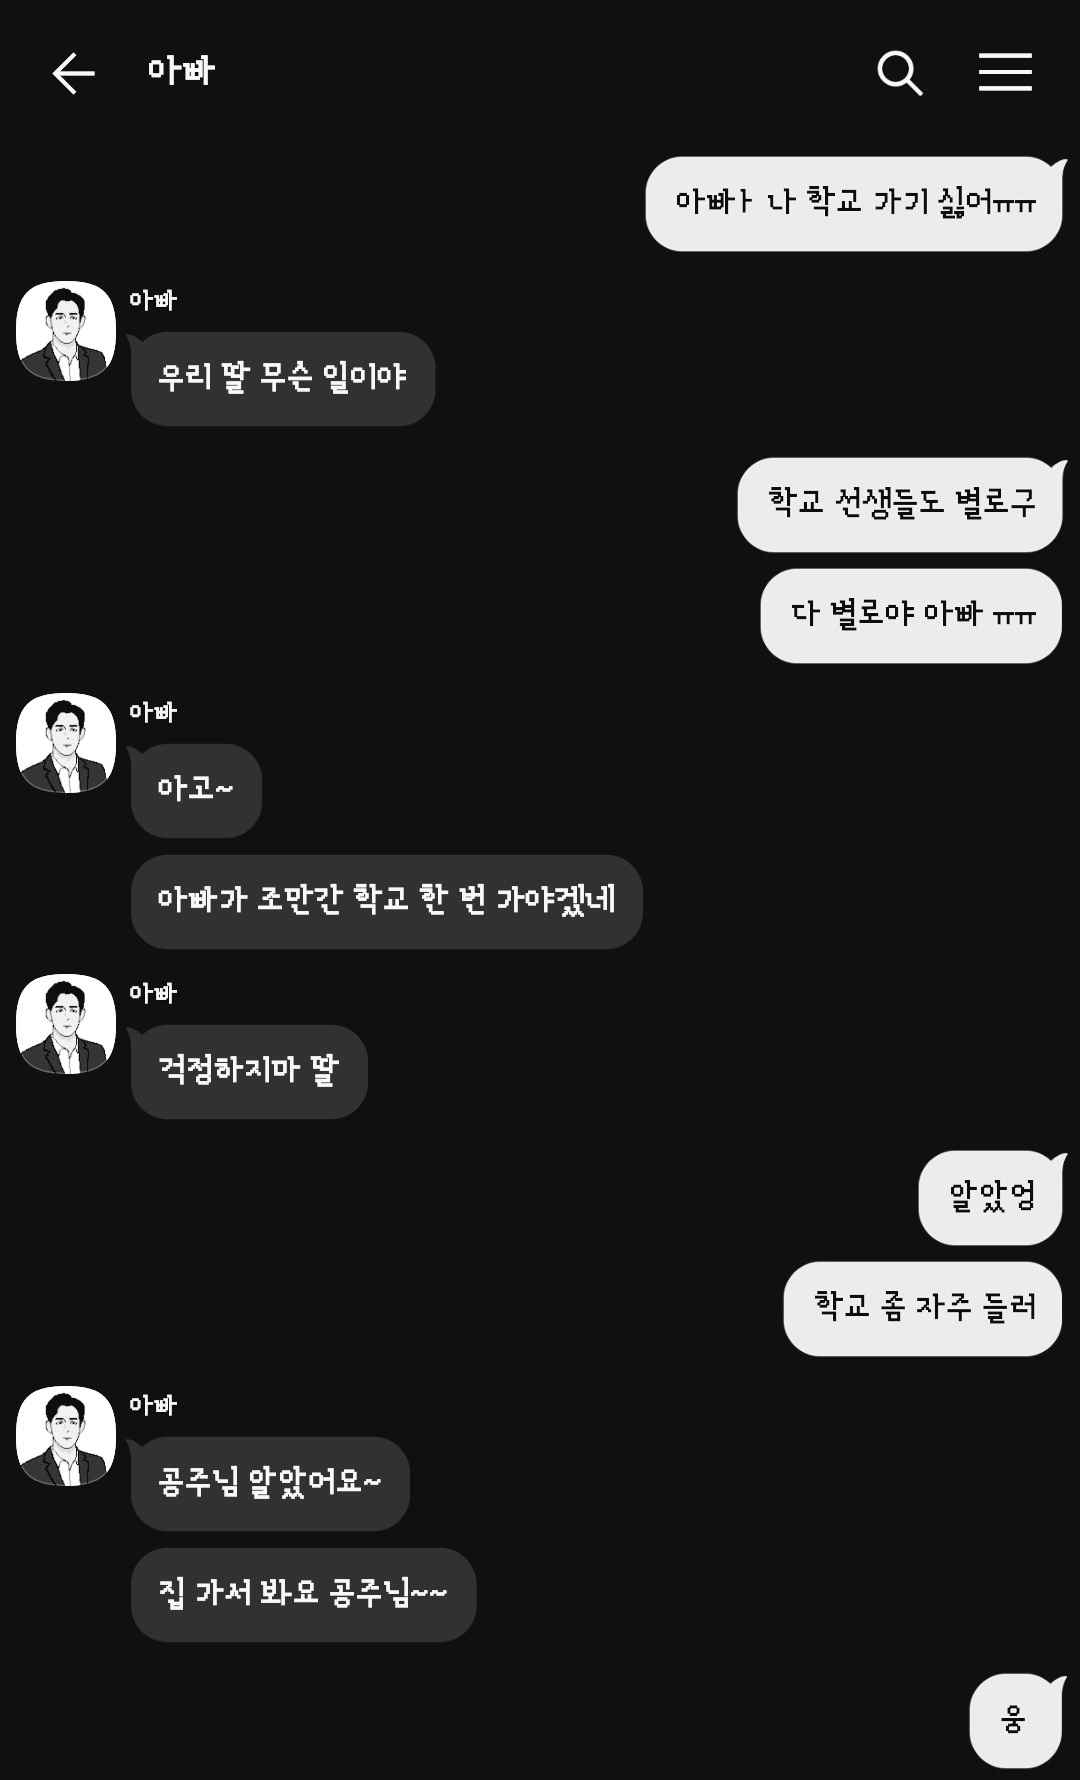 아빠
아빠ㅏ 나 학교 가기 싫어ㅠㅠ
아빠
우리 딸 무슨 일이야
학교 선생들도 별로구
다 별로야 아빠 ㅠㅠ
아빠
아고~
아빠가 조만간 학교 한 번 가야겠네
아빠
걱정하지마 딸
알았엉
학교 좀 자주 들러
아빠
공주님 알았어요~
집 가서 봐요 공주님~~
웅